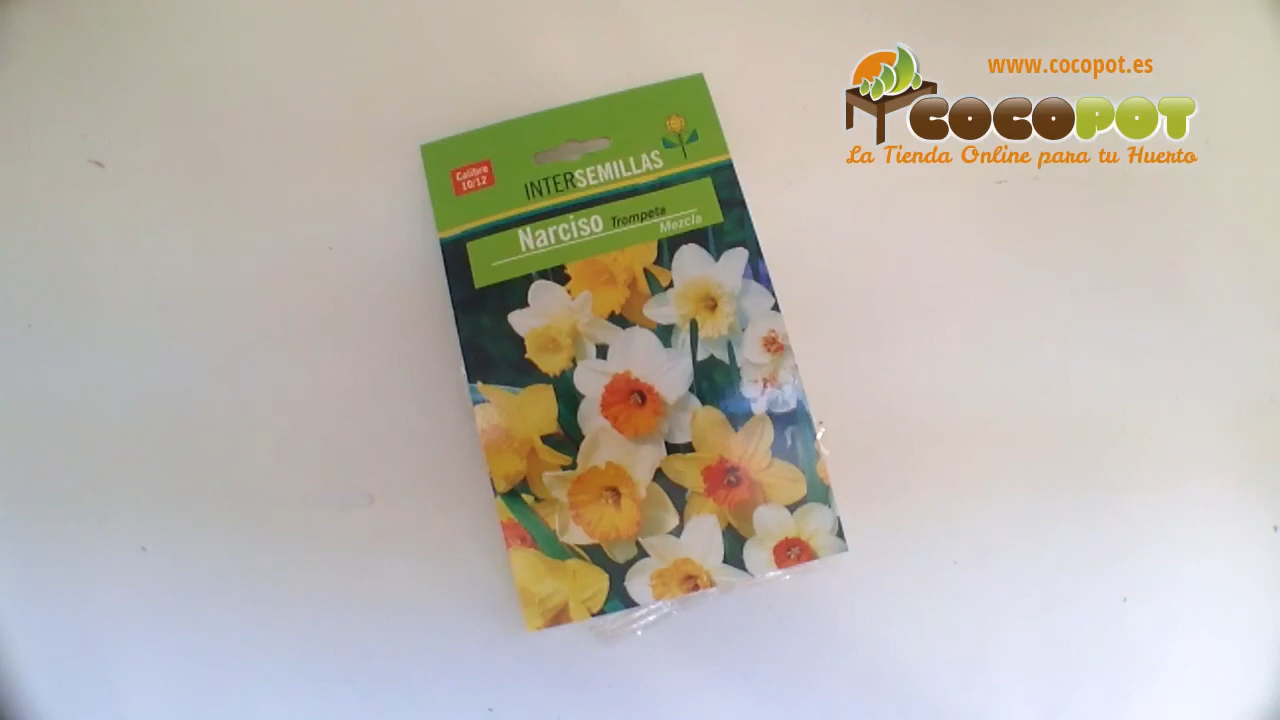 www.cocopot.es
COCOPOT
La Tienda Online para tu Huerto
Calibre
10/12
INTERSEMILLAS
Narciso Trompeta
Mezcla